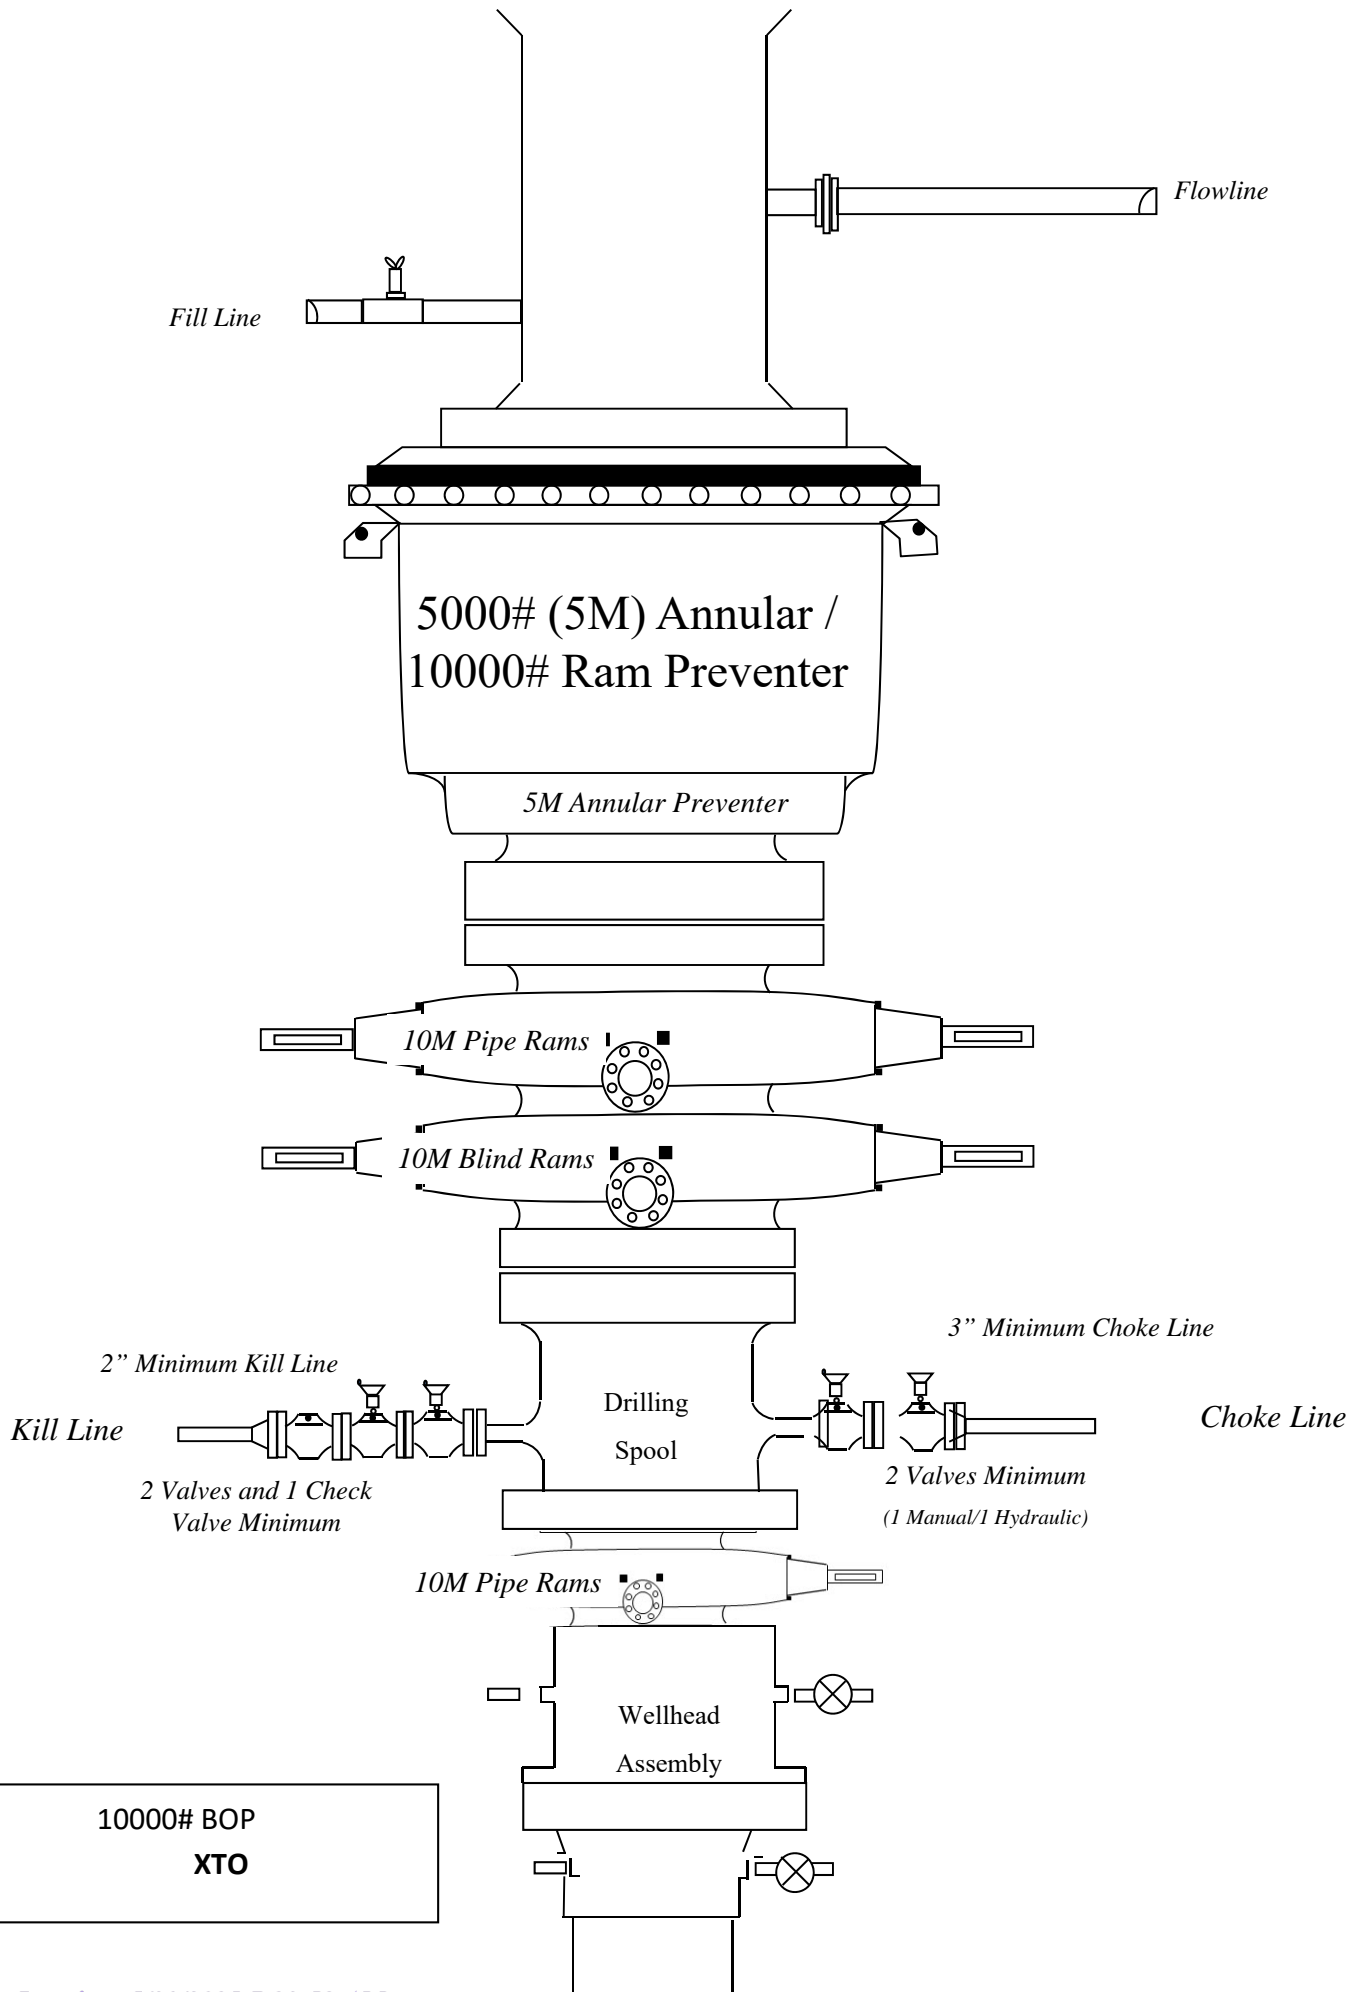 Flowline
Fill Line
5000# (5M) Annular /
10000# Ram Preventer
5M Annular Preventer
10M Pipe Rams
10M Blind Rams
3” Minimum Choke Line
2” Minimum Kill Line
Drilling
Spool
Kill Line
Choke Line
2 Valves and 1 Check
Valve Minimum
2 Valves Minimum
(1 Manual/1 Hydraulic)
10M Pipe Rams
Wellhead
Assembly
10000# BOP
XTO